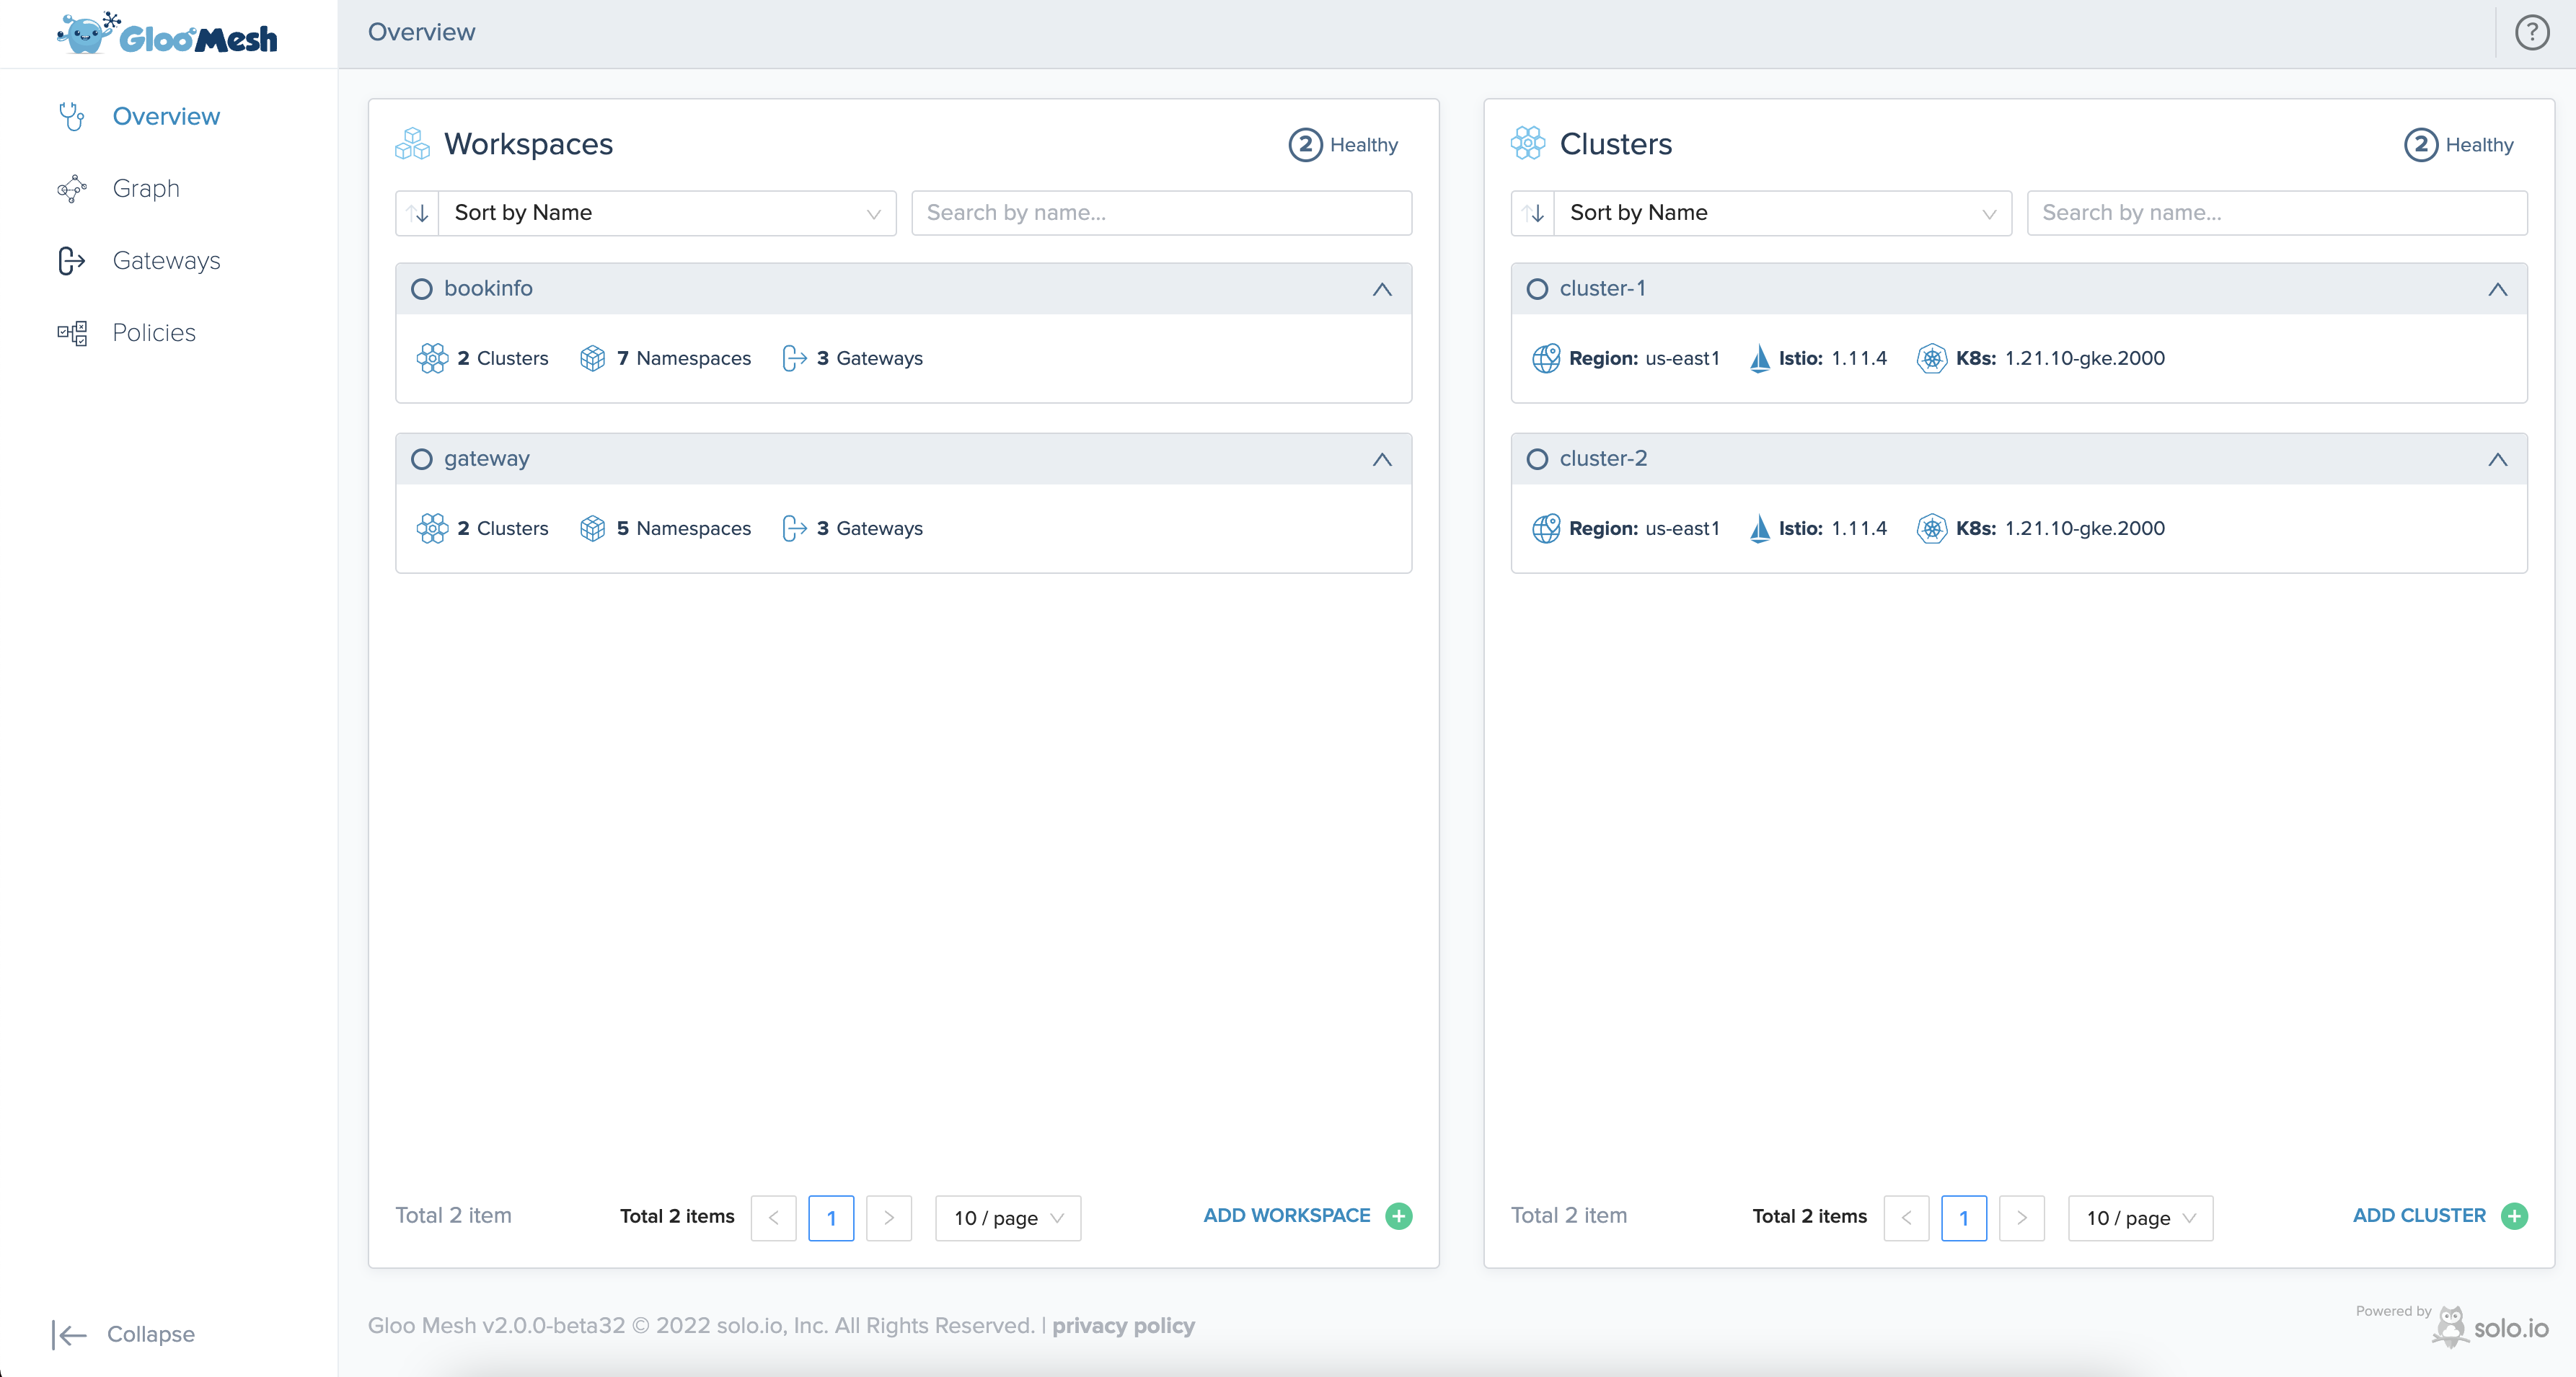 Gloo Mesh
Overview
?
Overview
Graph
Gateways
Policies
Collapse
Workspaces
2 Healthy
Sort by Name
Search by name...
bookinfo
2 Clusters 7 Namespaces 3 Gateways
gateway
2 Clusters 5 Namespaces 3 Gateways
Total 2 item
Total 2 items < 1 > 10 / page
ADD WORKSPACE +
Clusters
2 Healthy
Sort by Name
Search by name...
cluster-1
Region: us-east1 Istio: 1.11.4 K8s: 1.21.10-gke.2000
cluster-2
Region: us-east1 Istio: 1.11.4 K8s: 1.21.10-gke.2000
Total 2 item
Total 2 items < 1 > 10 / page
ADD CLUSTER +
Gloo Mesh v2.0.0-beta32 © 2022 solo.io, Inc. All Rights Reserved. | privacy policy
Powered by
solo.io